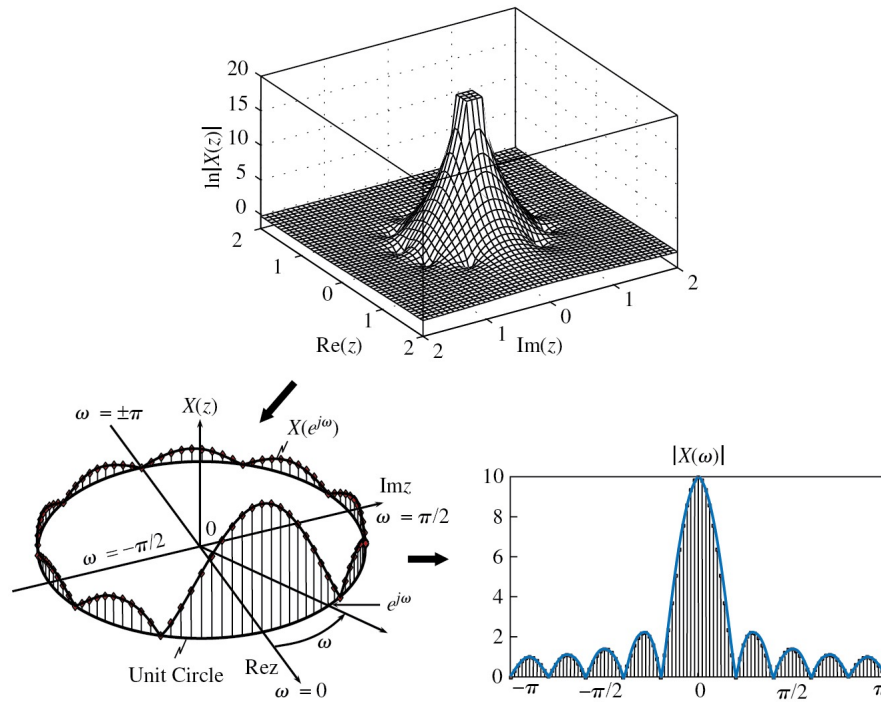 20
15
10
5
0
ln|X(z)|
2
1
0
1
2
Re(z)
2
1
0
1
2
Im(z)
ω = ±π
X(z)
X(e^{jω})
Imz
ω = π/2
0
ω = −π/2
e^{jω}
ω
Unit Circle
Rez
ω = 0
|X(ω)|
10
8
6
4
2
0
−π
−π/2
0
π/2
π